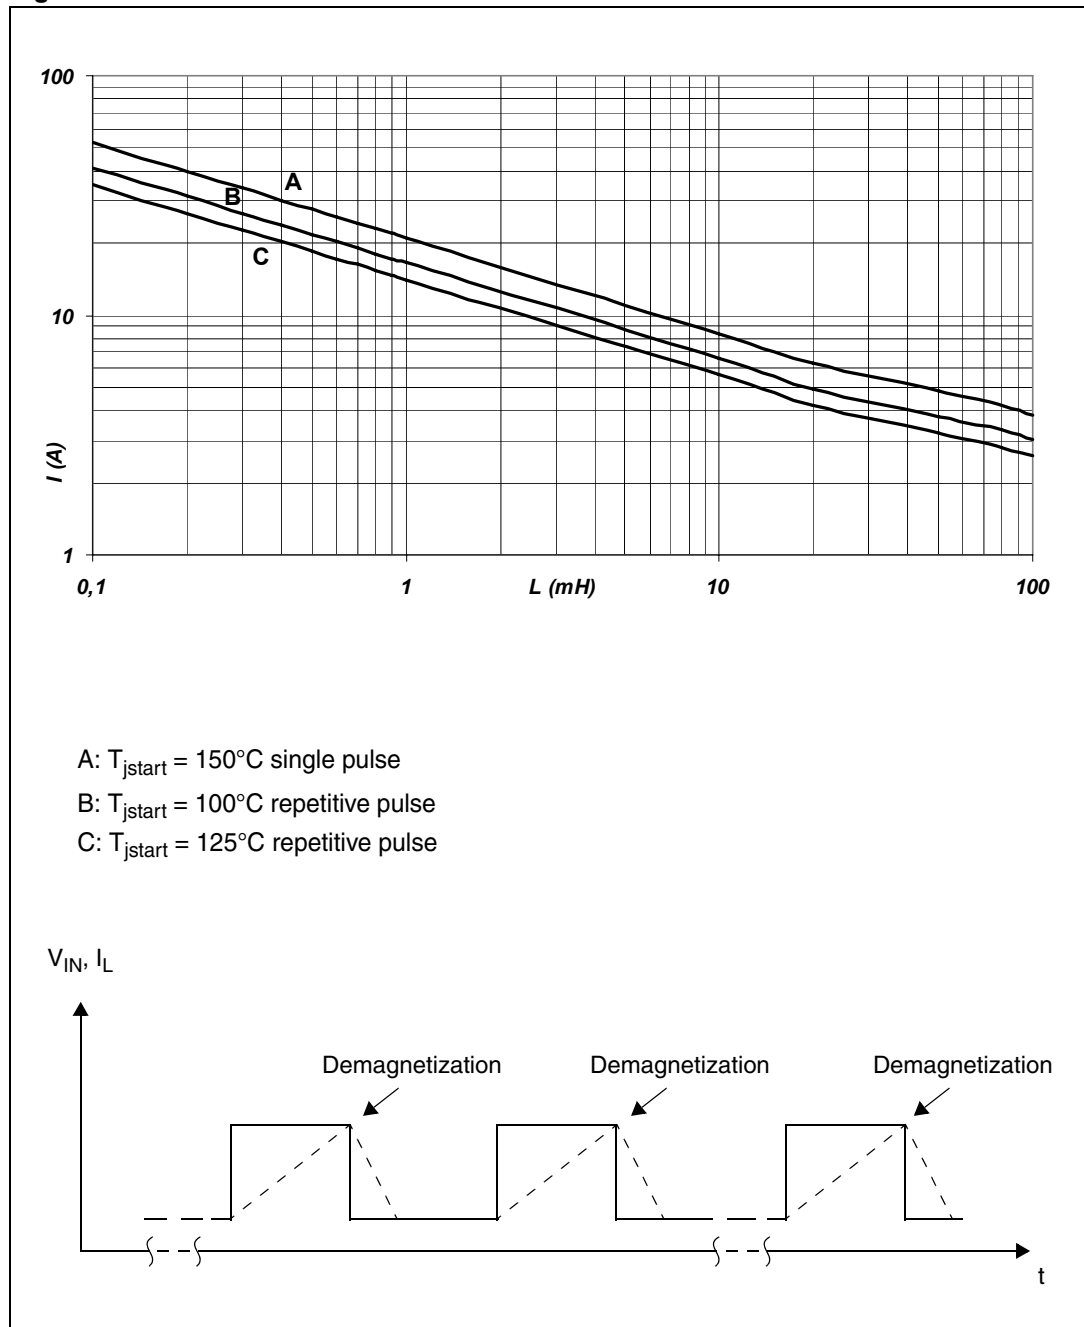 100
A
B
C
10
I (A)
1
0,1
1
L (mH)
10
100
A: Tjstart = 150°C single pulse
B: Tjstart = 100°C repetitive pulse
C: Tjstart = 125°C repetitive pulse
VIN, IL
Demagnetization
Demagnetization
Demagnetization
t